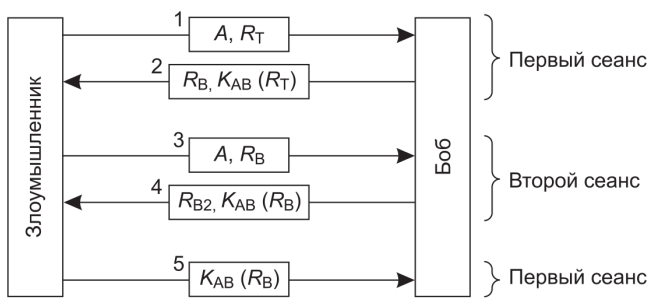 1
A, R_T
Первый сеанс
2
R_B, K_AB (R_T)
Злоумышленник
Боб
3
A, R_B
Второй сеанс
4
R_B2, K_AB (R_B)
5
K_AB (R_B)
Первый сеанс